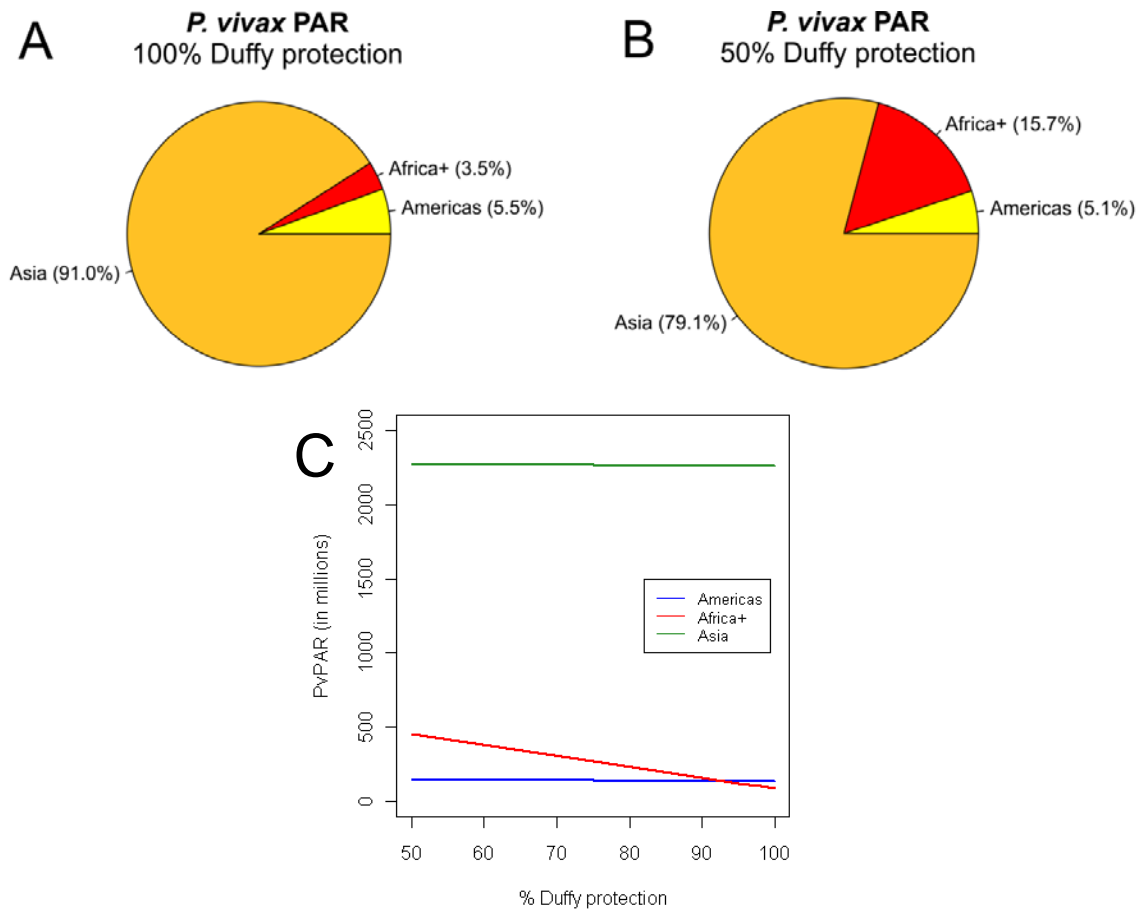 A
P. vivax PAR
100% Duffy protection
Africa+ (3.5%)
Americas (5.5%)
Asia (91.0%)
B
P. vivax PAR
50% Duffy protection
Africa+ (15.7%)
Americas (5.1%)
Asia (79.1%)
C
PvPAR (in millions)
2500
2000
1500
1000
500
0
Americas
Africa+
Asia
50 60 70 80 90 100
% Duffy protection